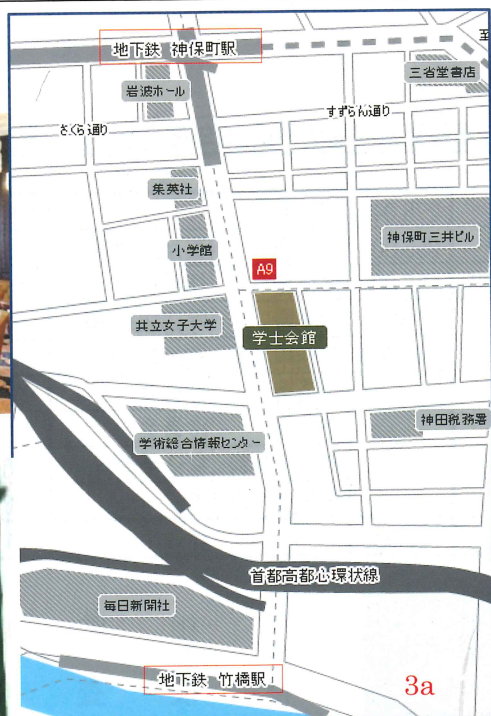 至
地下鉄 神保町駅
三省堂書店
岩波ホール
すずらん通り
さくら通り
集英社
神保町三井ビル
小学館
A9
共立女子大学
学士会館
神田税務署
学術総合情報センター
首都高都心環状線
毎日新聞社
地下鉄 竹橋駅
3a